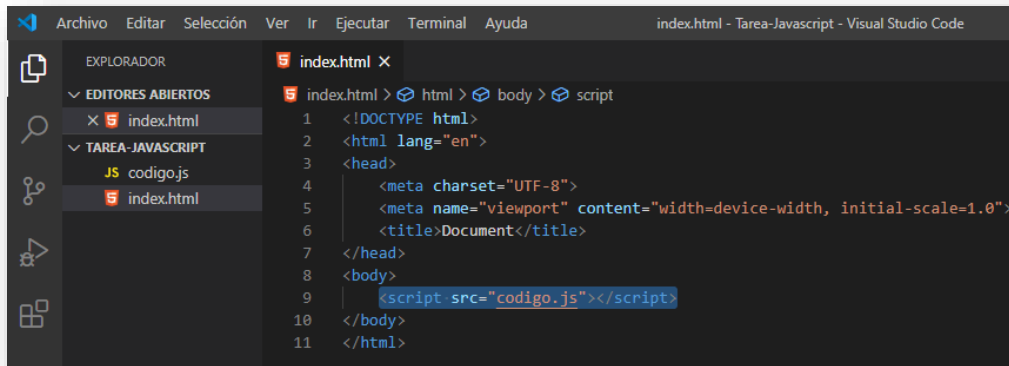 Archivo Editar Selección Ver Ir Ejecutar Terminal Ayuda index.html - Tarea-Javascript - Visual Studio Code
EXPLORADOR
EDITORES ABIERTOS
index.html
TAREA-JAVASCRIPT
JS codigo.js
index.html
index.html
index.html > html > body > script
1 <!DOCTYPE html>
2 <html lang="en">
3 <head>
4 <meta charset="UTF-8">
5 <meta name="viewport" content="width=device-width, initial-scale=1.0">
6 <title>Document</title>
7 </head>
8 <body>
9 <script src="codigo.js"></script>
10 </body>
11 </html>